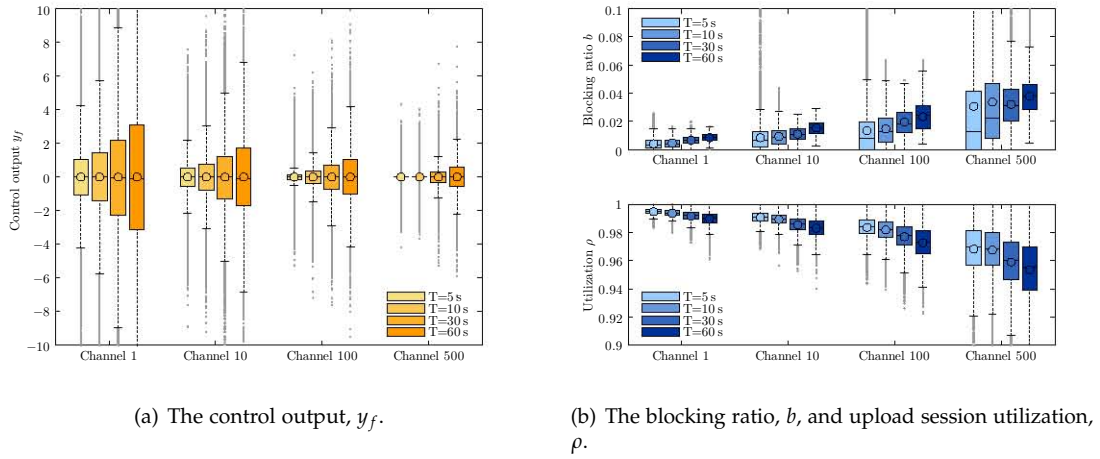 10
8
6
4
2
0
−2
−4
−6
−8
−10
Control output y_f
Channel 1
Channel 10
Channel 100
Channel 500
T=5 s
T=10 s
T=30 s
T=60 s
(a) The control output, y_f.
0.1
0.08
0.06
0.04
0.02
0
Blocking ratio b
T=5 s
T=10 s
T=30 s
T=60 s
Channel 1
Channel 10
Channel 100
Channel 500
1
0.98
0.96
0.94
0.92
0.9
Utilization ρ
T=5 s
T=10 s
T=30 s
T=60 s
Channel 1
Channel 10
Channel 100
Channel 500
(b) The blocking ratio, b, and upload session utilization,
ρ.